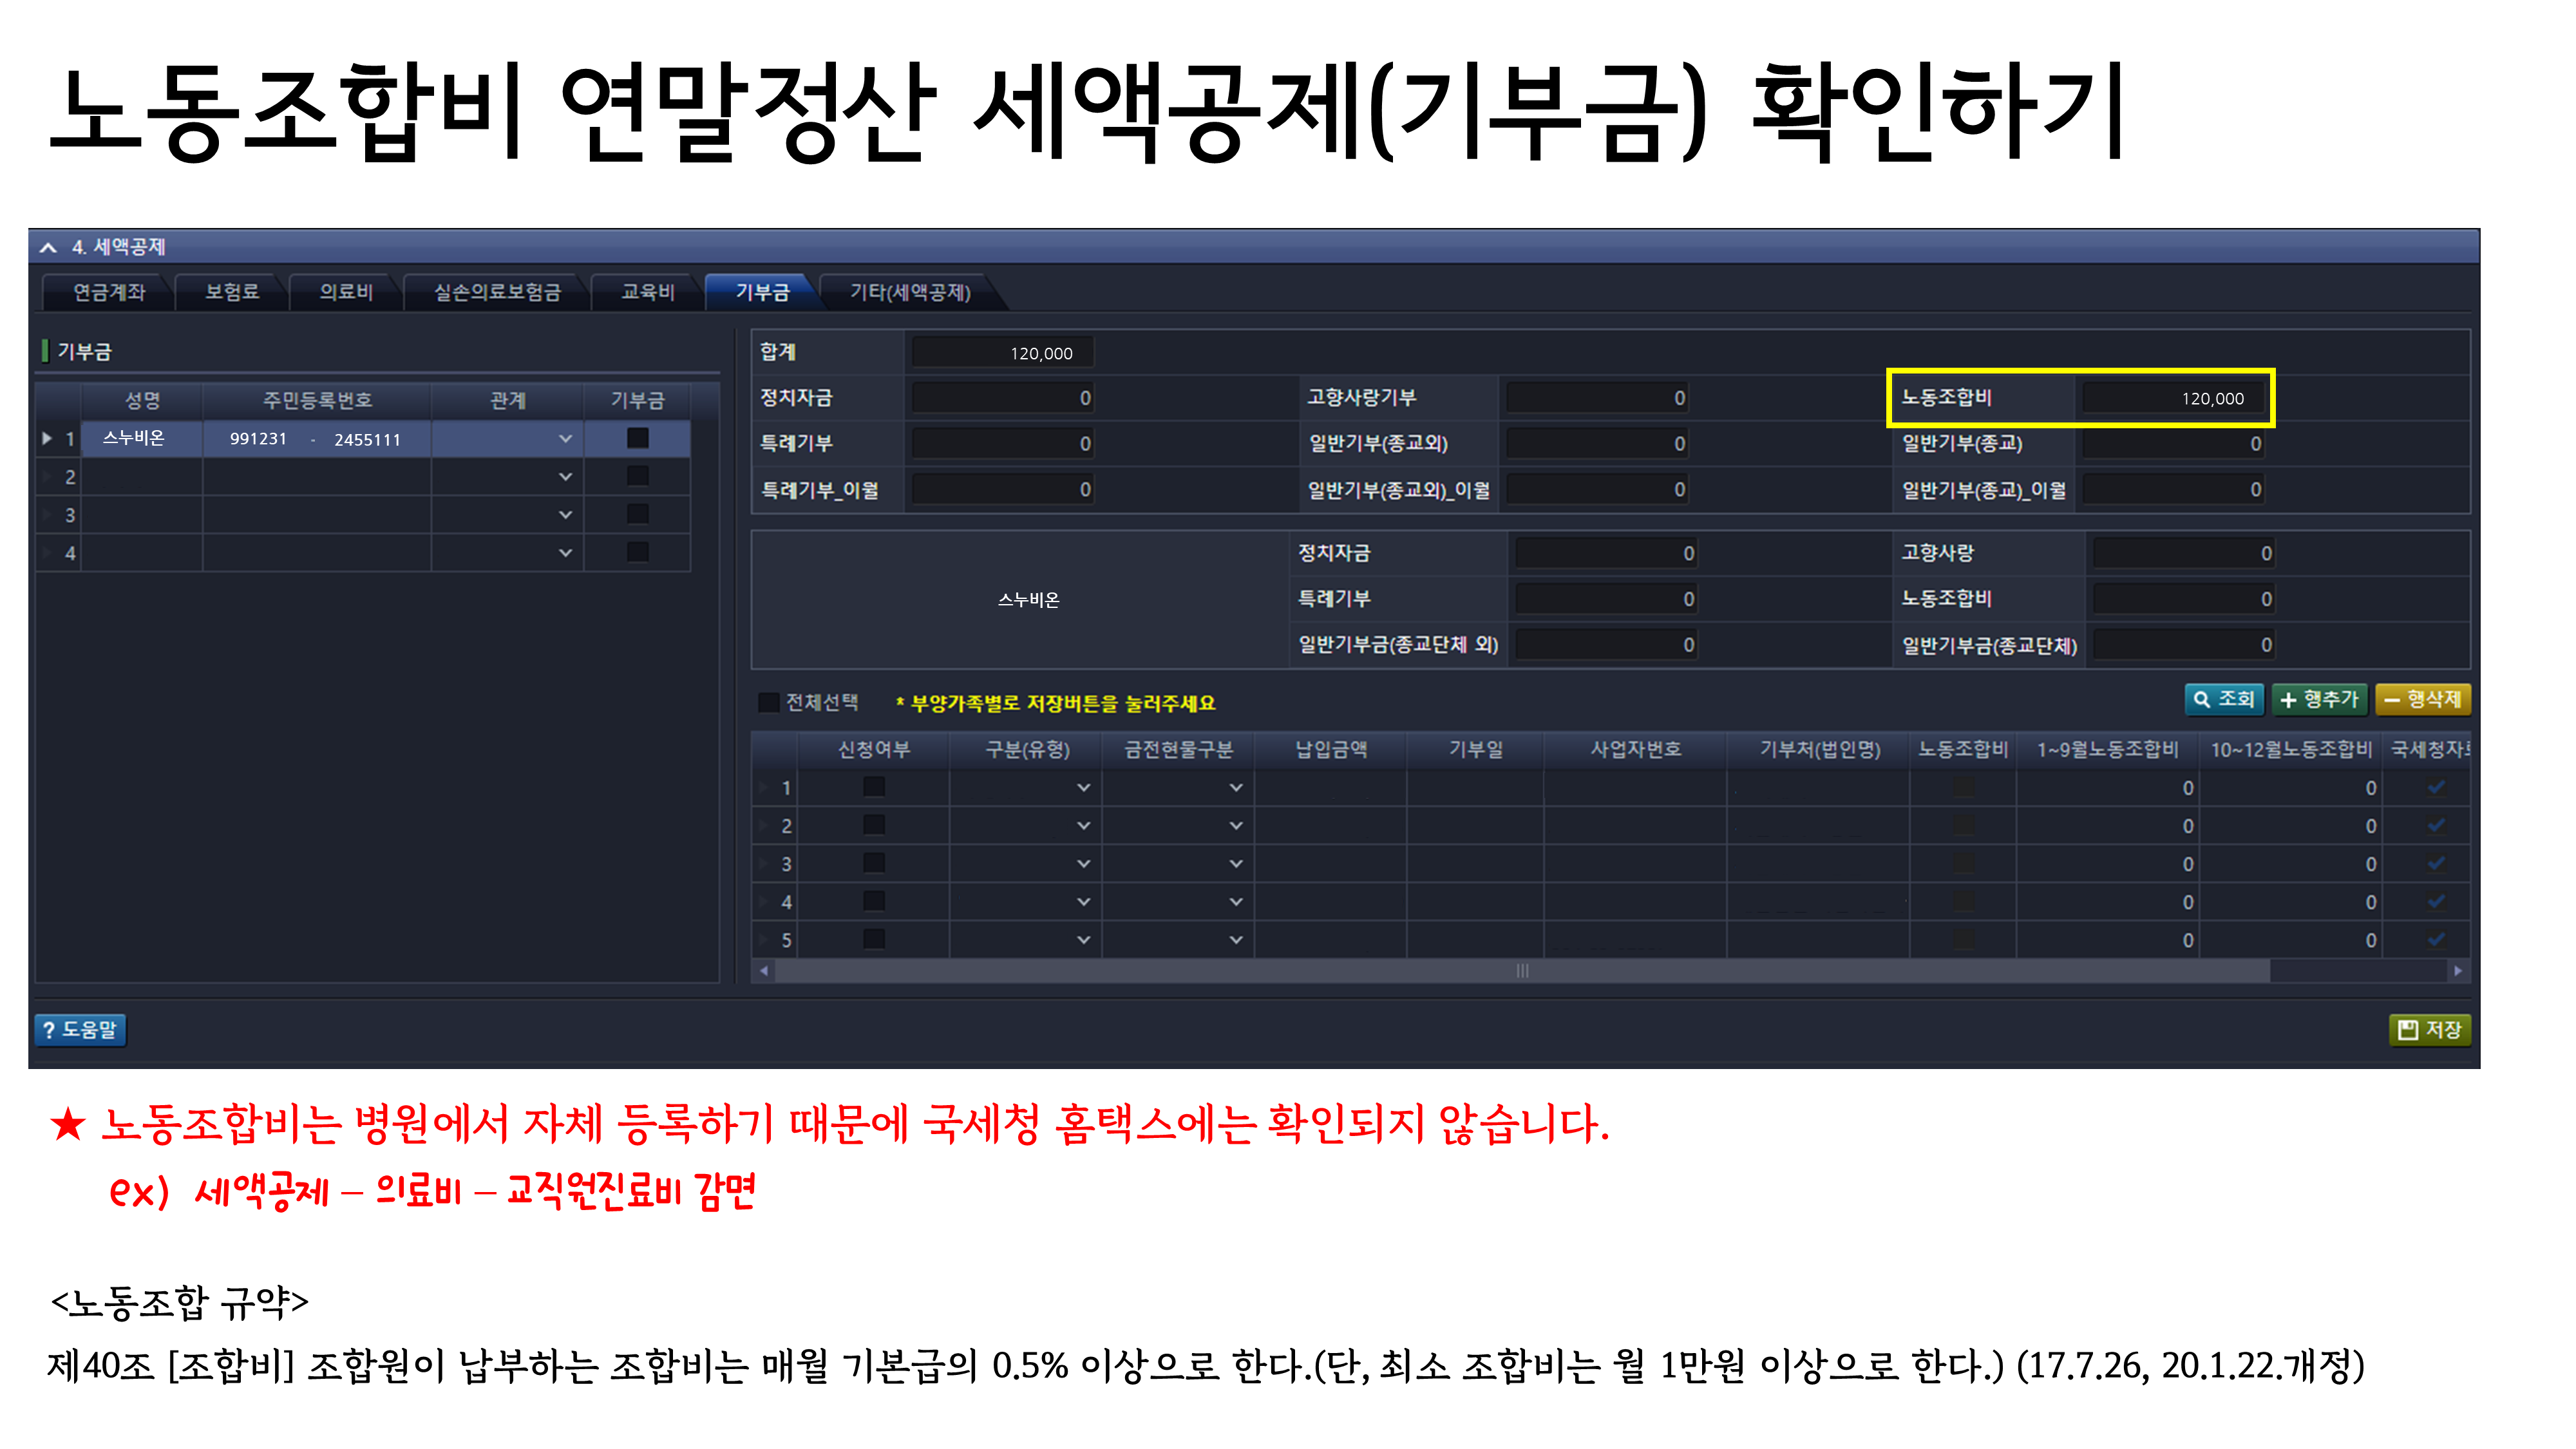 노동조합비 연말정산 세액공제(기부금) 확인하기
4. 세액공제
연금계좌 보험료 의료비 실손의료보험금 교육비 기부금 기타(세액공제)
기부금
성명 주민등록번호 관계 기부금
1 스누비온 991231 - 2455111
2
3
4
합계 120,000
정치자금 0 고향사랑기부 0 노동조합비 120,000
특례기부 0 일반기부(종교외) 0 일반기부(종교) 0
특례기부_이월 0 일반기부(종교외)_이월 0 일반기부(종교)_이월 0
정치자금 0 고향사랑 0
스누비온 특례기부 0 노동조합비 0
일반기부금(종교단체 외) 0 일반기부금(종교단체) 0
전체선택 * 부양가족별로 저장버튼을 눌러주세요 조회 + 행추가 - 행삭제
신청여부 구분(유형) 금전현물구분 납입금액 기부일 사업자번호 기부처(법인명) 노동조합비 1~9월노동조합비 10~12월노동조합비 국세청자
1 0 0
2 0 0
3 0 0
4 0 0
5 0 0
? 도움말 저장
★ 노동조합비는 병원에서 자체 등록하기 때문에 국세청 홈택스에는 확인되지 않습니다.
ex) 세액공제 – 의료비 – 교직원진료비 감면
<노동조합 규약>
제40조 [조합비] 조합원이 납부하는 조합비는 매월 기본급의 0.5% 이상으로 한다.(단, 최소 조합비는 월 1만원 이상으로 한다.) (17.7.26, 20.1.22.개정)